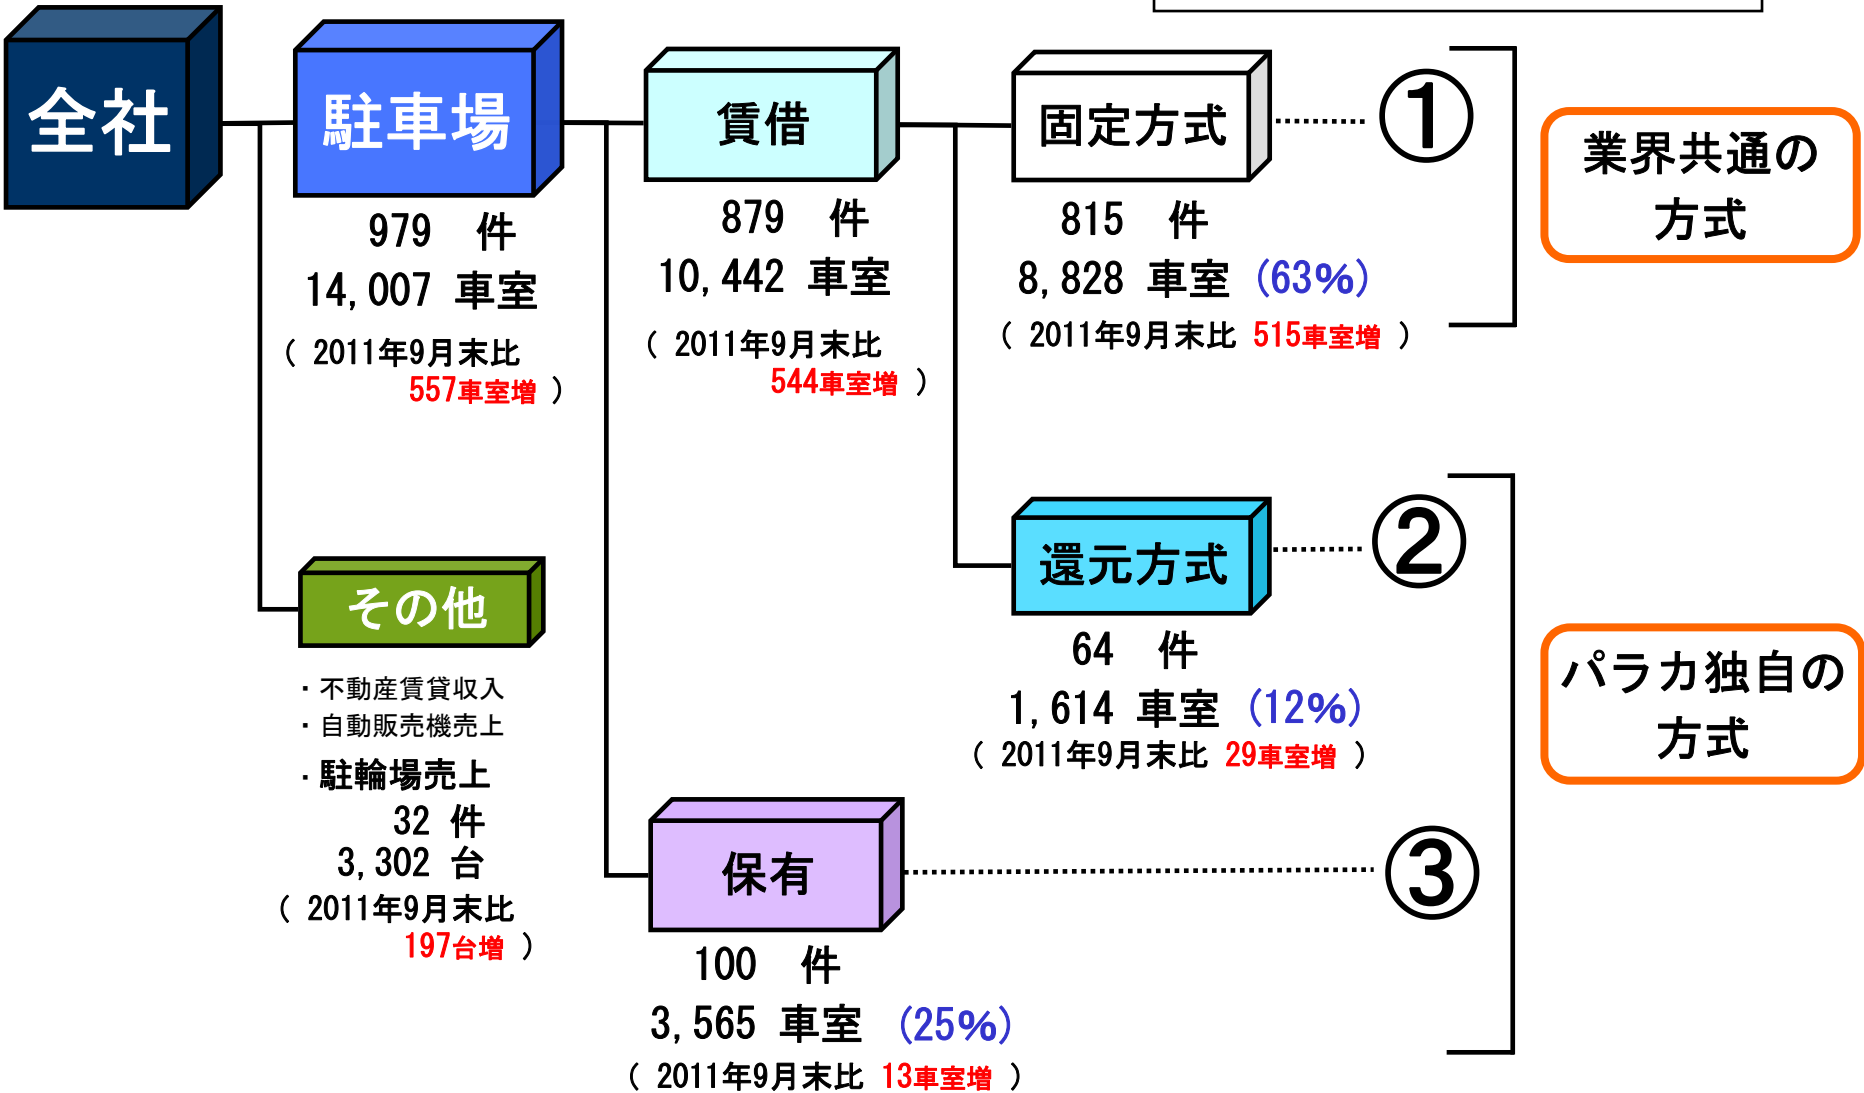 全社
駐車場
979 件
14,007 車室
( 2011年9月末比
557車室増 )
その他
・不動産賃貸収入
・自動販売機売上
・駐輪場売上
32 件
3,302 台
( 2011年9月末比
197台増 )
賃借
879 件
10,442 車室
( 2011年9月末比
544車室増 )
保有
100 件
3,565 車室 (25%)
( 2011年9月末比 13車室増 )
固定方式
815 件
8,828 車室 (63%)
( 2011年9月末比 515車室増 )
還元方式
64 件
1,614 車室 (12%)
( 2011年9月末比 29車室増 )
①
②
③
業界共通の
方式
パラカ独自の
方式